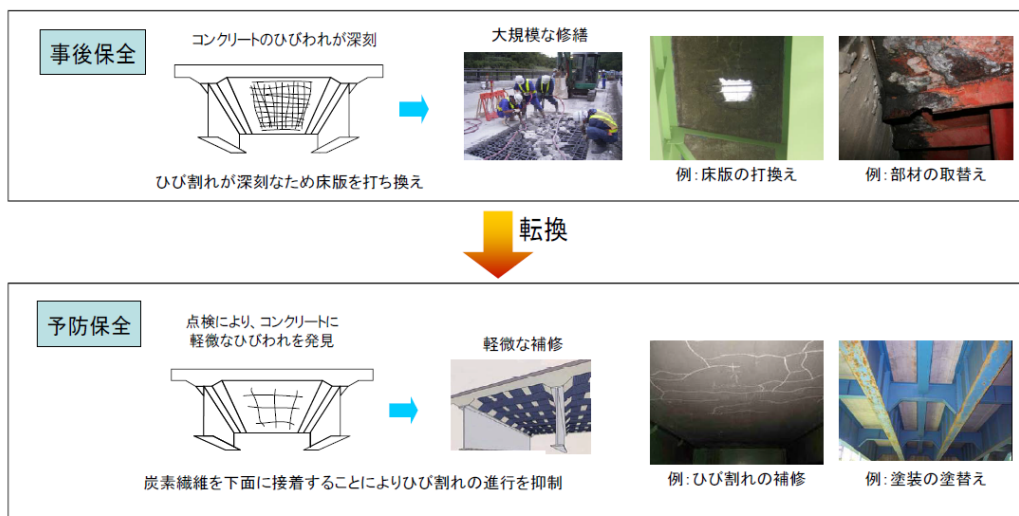 事後保全
コンクリートのひびわれが深刻
大規模な修繕
ひび割れが深刻なため床版を打ち換え
例:床版の打換え
例:部材の取替え
転換
予防保全
点検により、コンクリートに
軽微なひびわれを発見
軽微な補修
炭素繊維を下面に接着することによりひび割れの進行を抑制
例:ひび割れの補修
例:塗装の塗替え